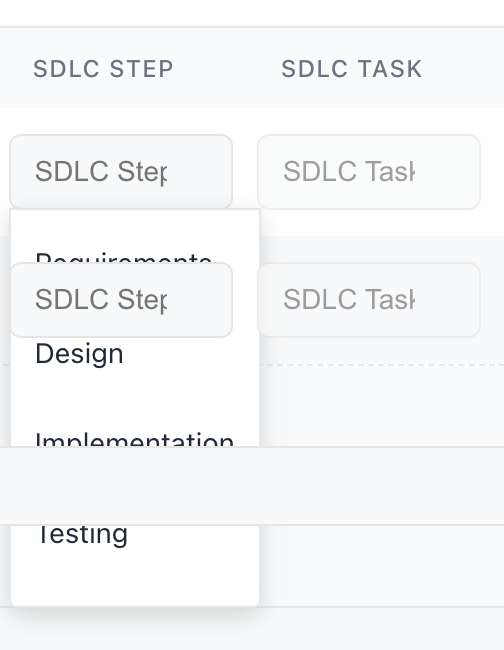 SDLC STEP SDLC TASK
SDLC Step SDLC Task
Requirements
SDLC Step SDLC Task
Design
Implementation
Testing